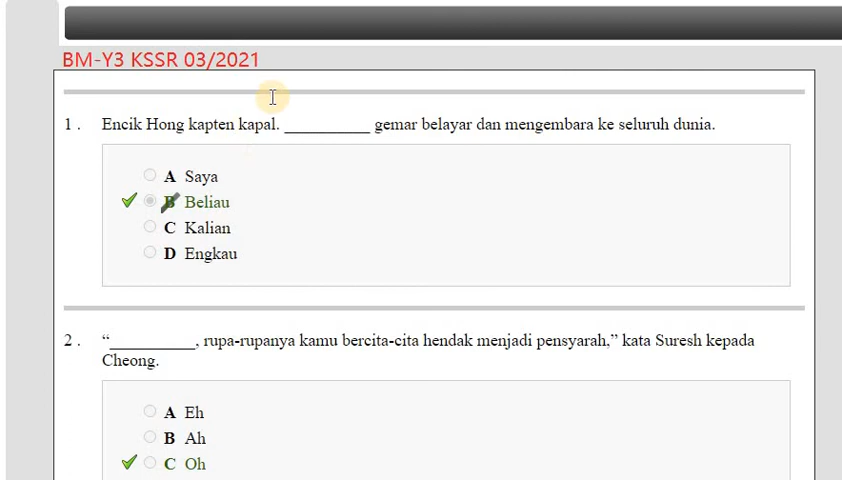 BM-Y3 KSSR 03/2021
1 . Encik Hong kapten kapal. __________ gemar belayar dan mengembara ke seluruh dunia.
A Saya
B Beliau
C Kalian
D Engkau
2 . “__________, rupa-rupanya kamu bercita-cita hendak menjadi pensyarah,” kata Suresh kepada
Cheong.
A Eh
B Ah
C Oh